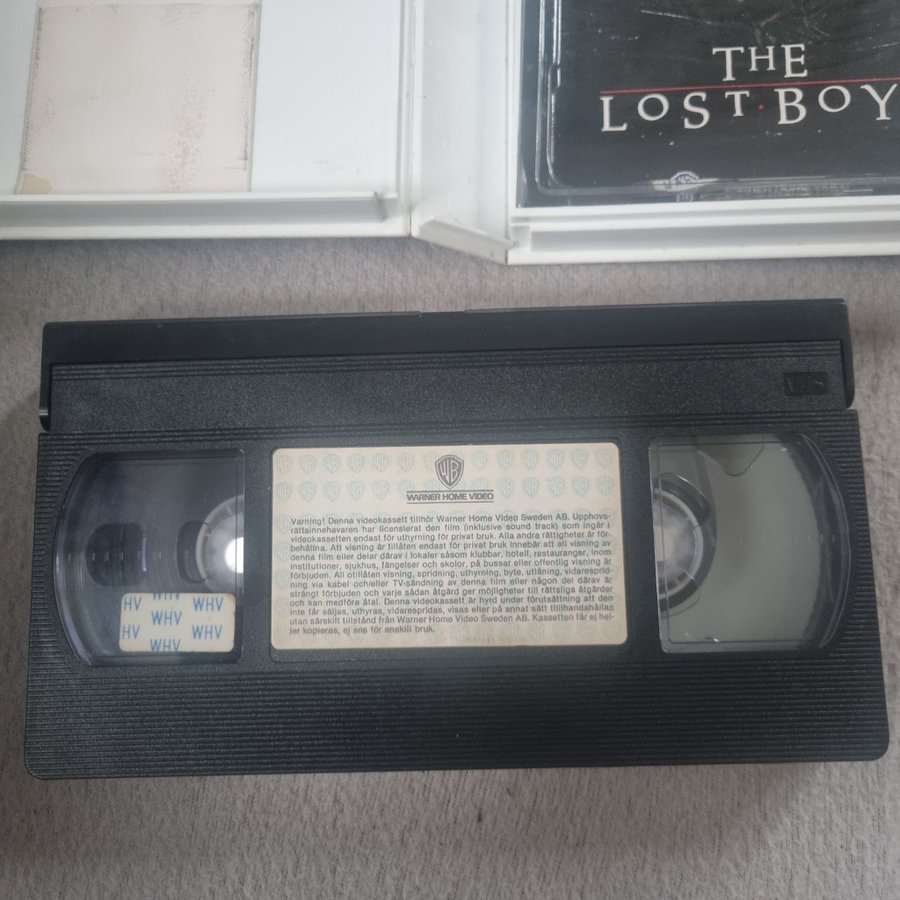 THE
LOST·BOY
WB
WARNER HOME VIDEO
Varning! Denna videokassett tillhör Warner Home Video Sweden AB. Upphovs-
rättsinnehavaren har licensierat den film (inklusive sound track) som ingår i
videokassetten endast för uthyrning för privat bruk. Alla andra rättigheter är för-
behållna. Att visning är tillåten endast för privat bruk innebär att all visning av
denna film eller delar därav i lokaler såsom klubbar, hotell, restauranger, inom
institutioner, sjukhus, fängelser och skolor, på bussar eller offentlig visning är
förbjuden. All otillåten visning, spridning, uthyrning, byte, utlåning, vidaresprid-
ning via kabel och/eller TV-sändning av denna film eller någon del därav är
strängt förbjuden och varje sådan åtgärd ger möjligheter till rättsliga åtgärder
och kan medföra åtal. Denna videokassett är hyrd under förutsättning att den
inte får säljas, uthyras, vidarespridas, visas eller på annat sätt tillhandahållas
utan särskilt tillstånd från Warner Home Video Sweden AB. Kassetten får ej hel-
ler kopieras, ej ens för enskilt bruk.
HV WHV
WHV
HV WHV
WHV